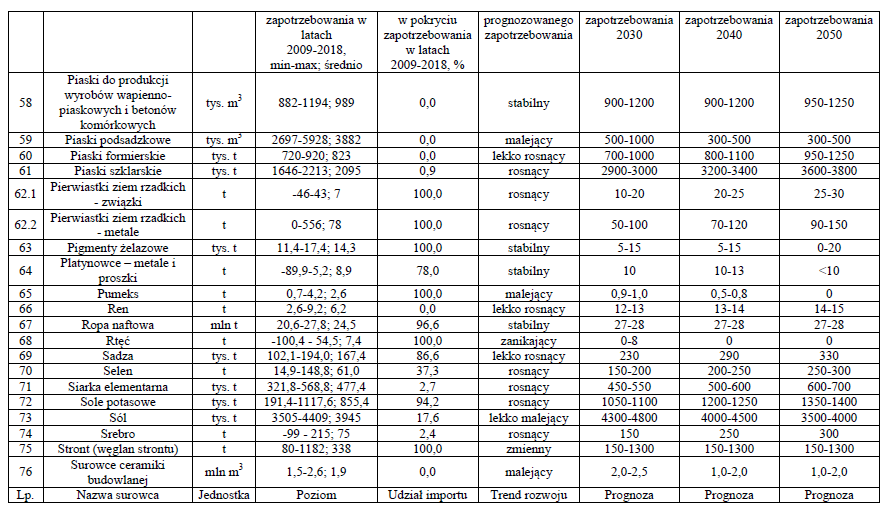 zapotrzebowania w latach 2009-2018, min-max; średnio | w pokryciu zapotrzebowania w latach 2009-2018, % | prognozowanego zapotrzebowania | zapotrzebowania 2030 | zapotrzebowania 2040 | zapotrzebowania 2050
58 | Piaski do produkcji wyrobów wapienno-piaskowych i betonów komórkowych | tys. m³ | 882-1194; 989 | 0,0 | stabilny | 900-1200 | 900-1200 | 950-1250
59 | Piaski podsadzkowe | tys. m³ | 2697-5928; 3882 | 0,0 | malejący | 500-1000 | 300-500 | 300-500
60 | Piaski formierskie | tys. t | 720-920; 823 | 0,0 | lekko rosnący | 700-1000 | 800-1100 | 950-1250
61 | Piaski szklarskie | tys. t | 1646-2213; 2095 | 0,9 | rosnący | 2900-3000 | 3200-3400 | 3600-3800
62.1 | Pierwiastki ziem rzadkich - związki | t | -46-43; 7 | 100,0 | rosnący | 10-20 | 20-25 | 25-30
62.2 | Pierwiastki ziem rzadkich - metale | t | 0-556; 78 | 100,0 | rosnący | 50-100 | 70-120 | 90-150
63 | Pigmenty żelazowe | tys. t | 11,4-17,4; 14,3 | 100,0 | stabilny | 5-15 | 5-15 | 0-20
64 | Platynowce – metale i proszki | t | -89,9-5,2; 8,9 | 78,0 | stabilny | 10 | 10-13 | <10
65 | Pumeks | t | 0,7-4,2; 2,6 | 100,0 | malejący | 0,9-1,0 | 0,5-0,8 | 0
66 | Ren | t | 2,6-9,2; 6,2 | 0,0 | lekko rosnący | 12-13 | 13-14 | 14-15
67 | Ropa naftowa | mln t | 20,6-27,8; 24,5 | 96,6 | stabilny | 27-28 | 27-28 | 27-28
68 | Rtęć | t | -100,4 - 54,5; 7,4 | 100,0 | zanikający | 0-8 | 0 | 0
69 | Sadza | tys. t | 102,1-194,0; 167,4 | 86,6 | lekko rosnący | 230 | 290 | 330
70 | Selen | t | 14,9-148,8; 61,0 | 37,3 | rosnący | 150-200 | 200-250 | 250-300
71 | Siarka elementarna | tys. t | 321,8-568,8; 477,4 | 2,7 | rosnący | 450-550 | 500-600 | 600-700
72 | Sole potasowe | tys. t | 191,4-1117,6; 855,4 | 94,2 | rosnący | 1050-1100 | 1200-1250 | 1350-1400
73 | Sól | tys. t | 3505-4409; 3945 | 17,6 | lekko malejący | 4300-4800 | 4000-4500 | 3500-4000
74 | Srebro | t | -99 - 215; 75 | 2,4 | rosnący | 150 | 250 | 300
75 | Stront (węglan strontu) | t | 80-1182; 338 | 100,0 | zmienny | 150-1300 | 150-1300 | 150-1300
76 | Surowce ceramiki budowlanej | mln m³ | 1,5-2,6; 1,9 | 0,0 | malejący | 2,0-2,5 | 1,0-2,0 | 1,0-2,0
Lp. | Nazwa surowca | Jednostka | Poziom | Udział importu | Trend rozwoju | Prognoza | Prognoza | Prognoza